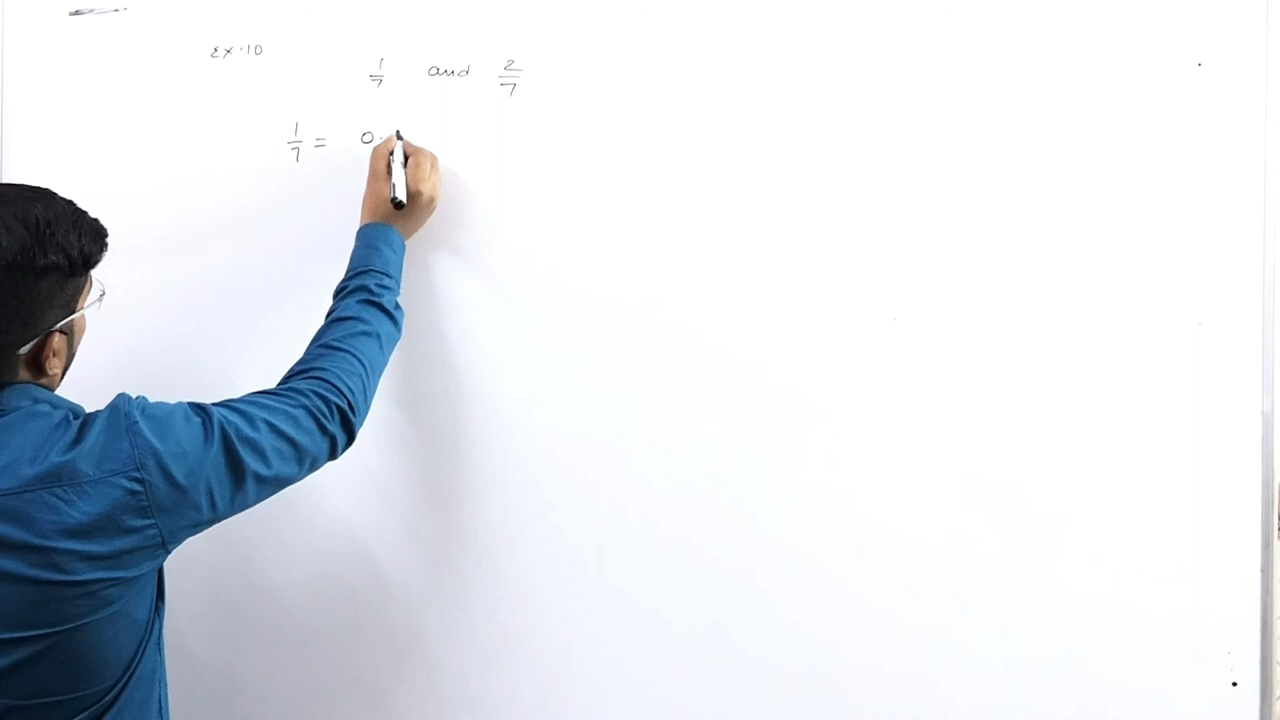 Ex.10
1/7 and 2/7
1/7 = 0.